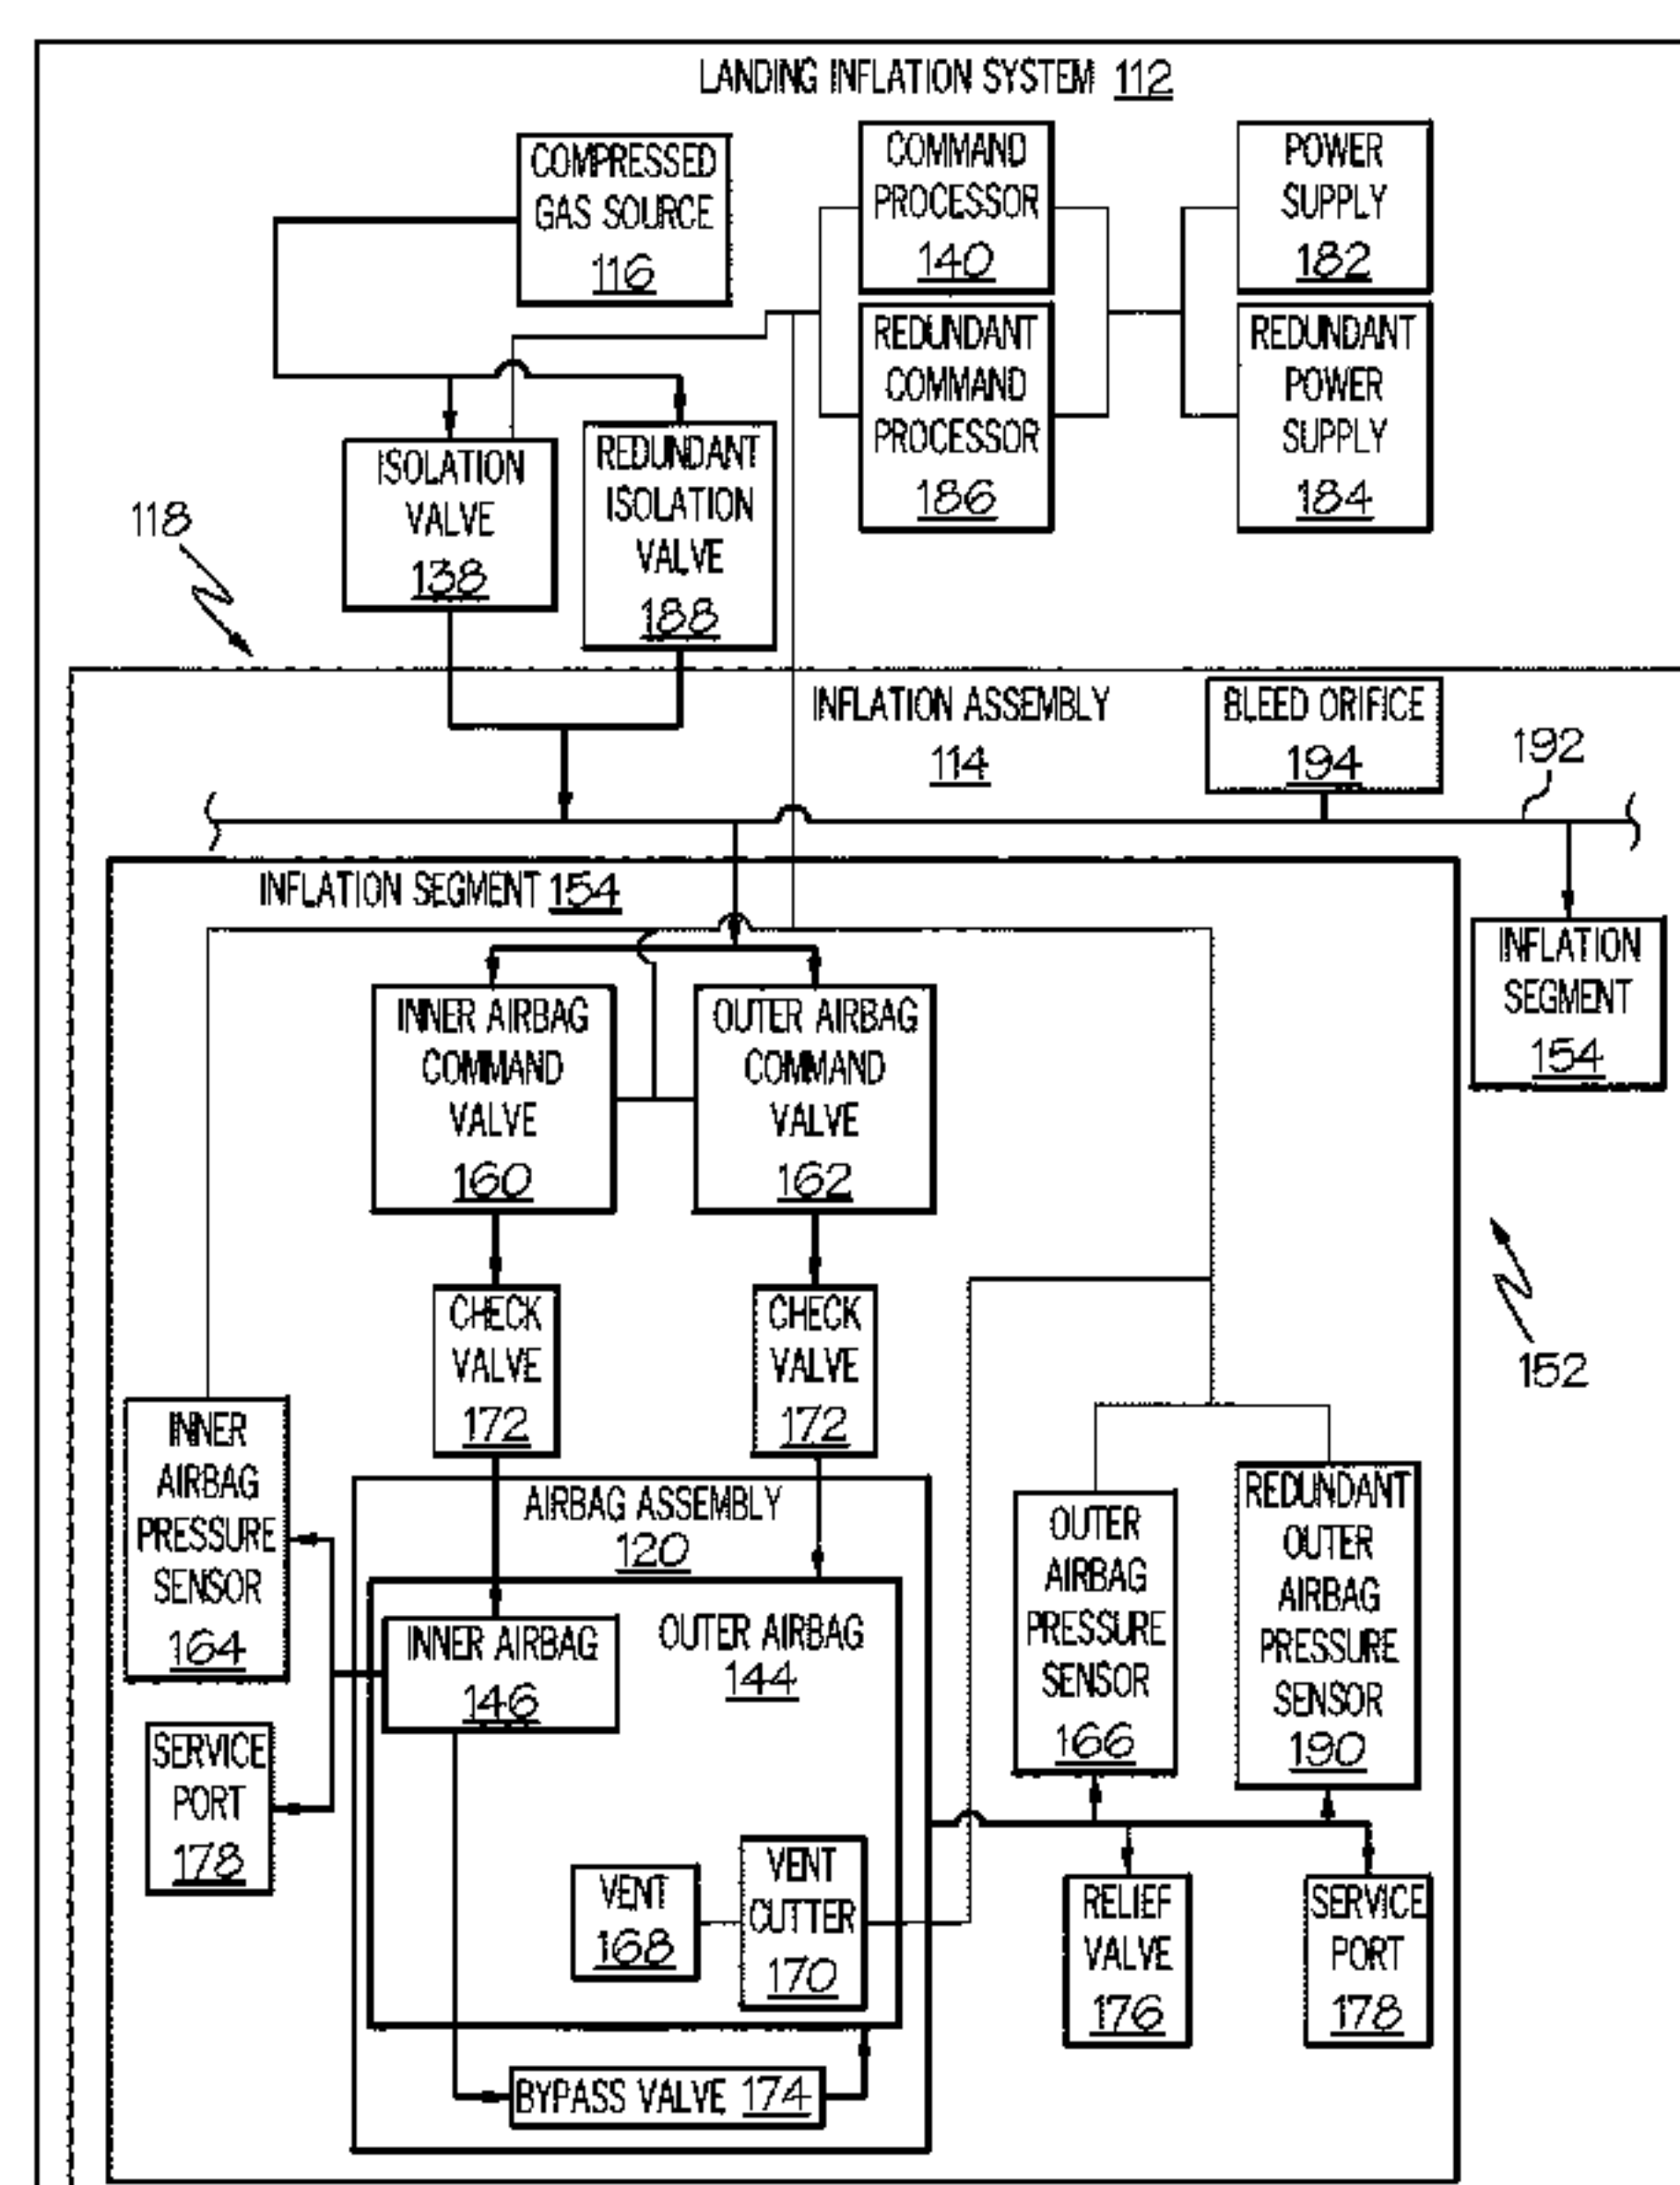 LANDING INFLATION SYSTEM 112
COMPRESSED
GAS SOURCE
116
COMMAND
PROCESSOR
140
POWER
SUPPLY
182
REDUNDANT
COMMAND
PROCESSOR
186
REDUNDANT
POWER
SUPPLY
184
ISOLATION
VALVE
138
REDUNDANT
ISOLATION
VALVE
188
118
INFLATION ASSEMBLY
114
BLEED ORIFICE
194
192
INFLATION SEGMENT 154
INFLATION
SEGMENT
154
INNER AIRBAG
COMMAND
VALVE
160
OUTER AIRBAG
COMMAND
VALVE
162
152
CHECK
VALVE
172
CHECK
VALVE
172
INNER
AIRBAG
PRESSURE
SENSOR
164
AIRBAG ASSEMBLY
120
OUTER
AIRBAG
PRESSURE
SENSOR
166
REDUNDANT
OUTER
AIRBAG
PRESSURE
SENSOR
190
INNER AIRBAG
146
OUTER AIRBAG
144
SERVICE
PORT
178
VENT
168
VENT
CUTTER
170
RELIEF
VALVE
176
SERVICE
PORT
178
BYPASS VALVE 174